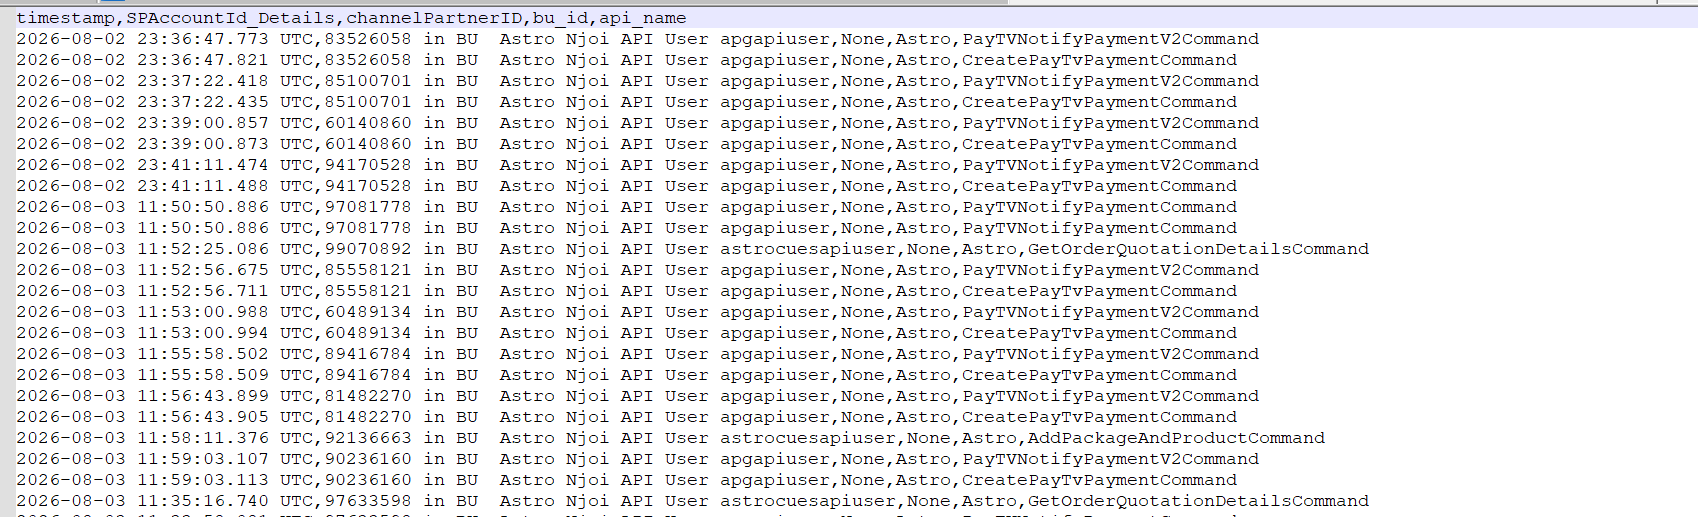 timestamp,SPAccountId_Details,channelPartnerID,bu_id,api_name
2026-08-02 23:36:47.773 UTC,83526058 in BU  Astro Njoi API User apgapiuser,None,Astro,PayTVNotifyPaymentV2Command
2026-08-02 23:36:47.821 UTC,83526058 in BU  Astro Njoi API User apgapiuser,None,Astro,CreatePayTvPaymentCommand
2026-08-02 23:37:22.418 UTC,85100701 in BU  Astro Njoi API User apgapiuser,None,Astro,PayTVNotifyPaymentV2Command
2026-08-02 23:37:22.435 UTC,85100701 in BU  Astro Njoi API User apgapiuser,None,Astro,CreatePayTvPaymentCommand
2026-08-02 23:39:00.857 UTC,60140860 in BU  Astro Njoi API User apgapiuser,None,Astro,PayTVNotifyPaymentV2Command
2026-08-02 23:39:00.873 UTC,60140860 in BU  Astro Njoi API User apgapiuser,None,Astro,CreatePayTvPaymentCommand
2026-08-02 23:41:11.474 UTC,94170528 in BU  Astro Njoi API User apgapiuser,None,Astro,PayTVNotifyPaymentV2Command
2026-08-02 23:41:11.488 UTC,94170528 in BU  Astro Njoi API User apgapiuser,None,Astro,CreatePayTvPaymentCommand
2026-08-03 11:50:50.886 UTC,97081778 in BU  Astro Njoi API User apgapiuser,None,Astro,PayTVNotifyPaymentV2Command
2026-08-03 11:50:50.886 UTC,97081778 in BU  Astro Njoi API User apgapiuser,None,Astro,CreatePayTvPaymentCommand
2026-08-03 11:52:25.086 UTC,99070892 in BU  Astro Njoi API User astrocuesapiuser,None,Astro,GetOrderQuotationDetailsCommand
2026-08-03 11:52:56.675 UTC,85558121 in BU  Astro Njoi API User apgapiuser,None,Astro,PayTVNotifyPaymentV2Command
2026-08-03 11:52:56.711 UTC,85558121 in BU  Astro Njoi API User apgapiuser,None,Astro,CreatePayTvPaymentCommand
2026-08-03 11:53:00.988 UTC,60489134 in BU  Astro Njoi API User apgapiuser,None,Astro,PayTVNotifyPaymentV2Command
2026-08-03 11:53:00.994 UTC,60489134 in BU  Astro Njoi API User apgapiuser,None,Astro,CreatePayTvPaymentCommand
2026-08-03 11:55:58.502 UTC,89416784 in BU  Astro Njoi API User apgapiuser,None,Astro,PayTVNotifyPaymentV2Command
2026-08-03 11:55:58.509 UTC,89416784 in BU  Astro Njoi API User apgapiuser,None,Astro,CreatePayTvPaymentCommand
2026-08-03 11:56:43.899 UTC,81482270 in BU  Astro Njoi API User apgapiuser,None,Astro,PayTVNotifyPaymentV2Command
2026-08-03 11:56:43.905 UTC,81482270 in BU  Astro Njoi API User apgapiuser,None,Astro,CreatePayTvPaymentCommand
2026-08-03 11:58:11.376 UTC,92136663 in BU  Astro Njoi API User astrocuesapiuser,None,Astro,AddPackageAndProductCommand
2026-08-03 11:59:03.107 UTC,90236160 in BU  Astro Njoi API User apgapiuser,None,Astro,PayTVNotifyPaymentV2Command
2026-08-03 11:59:03.113 UTC,90236160 in BU  Astro Njoi API User apgapiuser,None,Astro,CreatePayTvPaymentCommand
2026-08-03 11:35:16.740 UTC,97633598 in BU  Astro Njoi API User astrocuesapiuser,None,Astro,GetOrderQuotationDetailsCommand